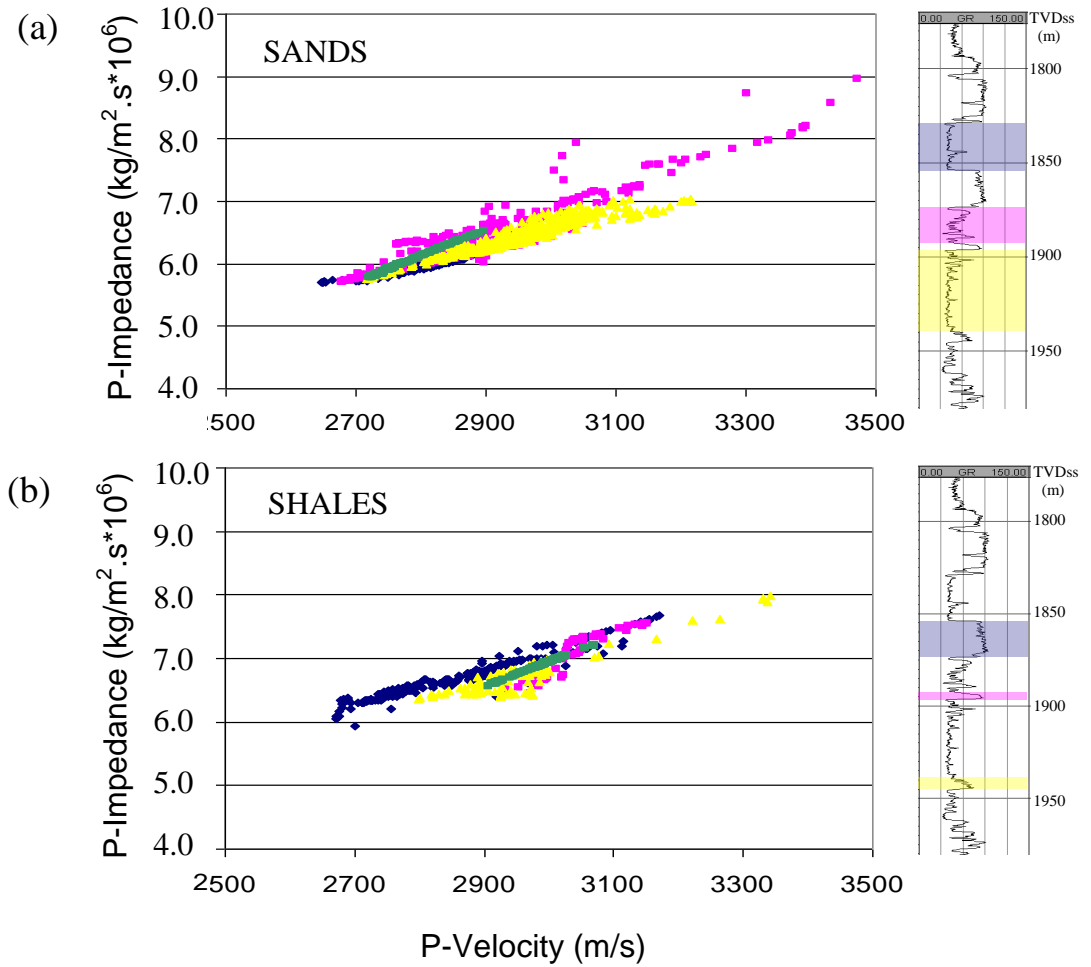 (a)
SANDS
P-Impedance (kg/m².s*10⁶)
10.0
9.0
8.0
7.0
6.0
5.0
4.0
2500 2700 2900 3100 3300 3500
0.00 GR 150.00 TVDss
(m)
1800
1850
1900
1950
(b)
SHALES
P-Impedance (kg/m².s*10⁶)
10.0
9.0
8.0
7.0
6.0
5.0
4.0
2500 2700 2900 3100 3300 3500
P-Velocity (m/s)
0.00 GR 150.00 TVDss
(m)
1800
1850
1900
1950